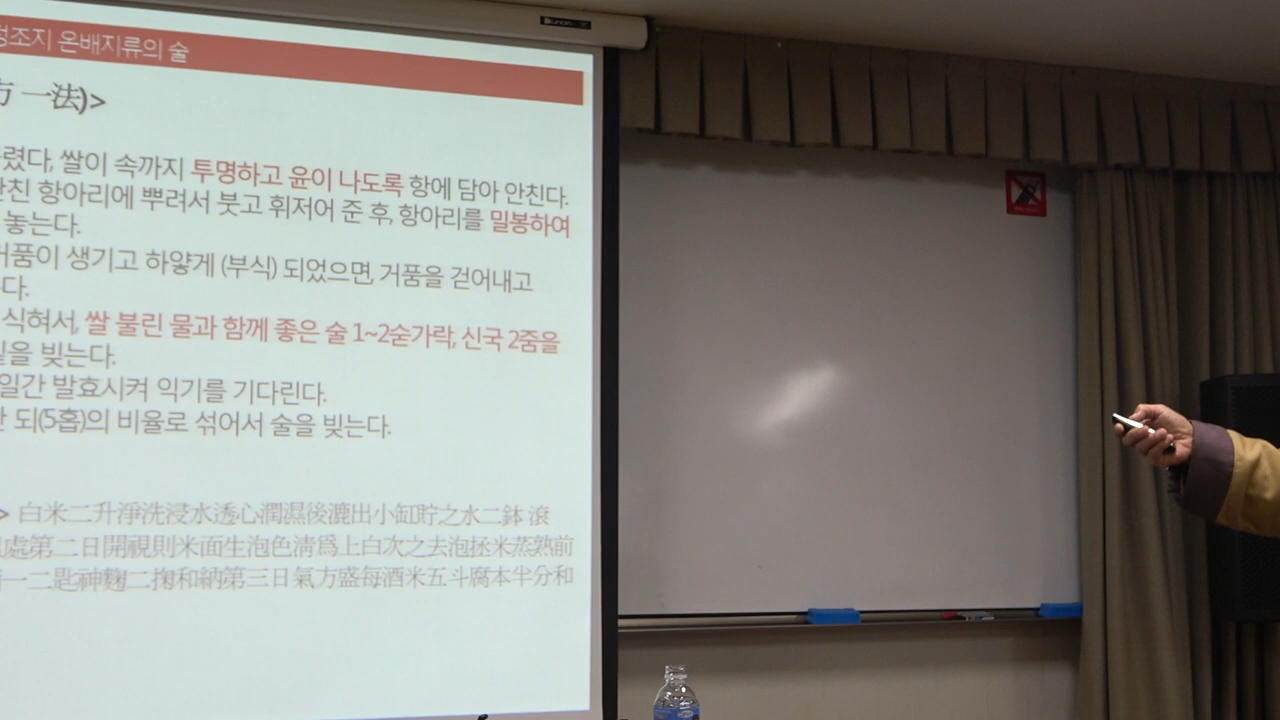 정조지 온배지류의 술
方 一法)>
렸다, 쌀이 속까지 투명하고 윤이 나도록 항에 담아 안친다.
안친 항아리에 뿌려서 붓고 휘저어 준 후, 항아리를 밀봉하여
놓는다.
거품이 생기고 하얗게 (부식) 되었으면, 거품을 걷어내고
다.
식혀서, 쌀 불린 물과 함께 좋은 술 1~2숟가락, 신국 2줌을
밑을 빚는다.
일간 발효시켜 익기를 기다린다.
되(5홉)의 비율로 섞어서 술을 빚는다.
> 白米二升淨洗浸水透心潤濕後漉出小缸貯之水二鉢 滾
處第二日開視則米面生泡色淸爲上白次之去泡拯米蒸熟前
一二匙神麴二掬和納第三日氣方盛每酒米五斗腐本半分和